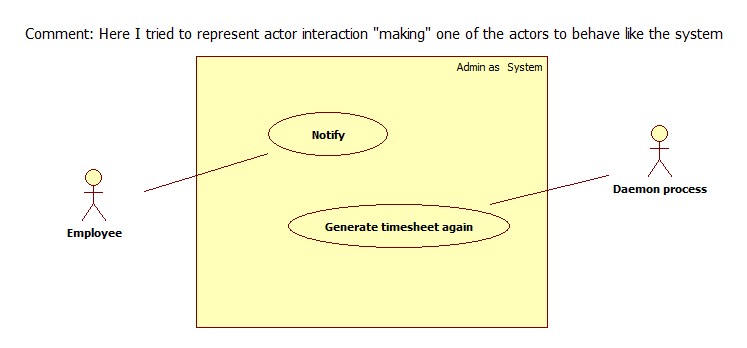 Comment: Here I tried to represent actor interaction "making" one of the actors to behave like the system
Admin as System
Notify
Employee
Daemon process
Generate timesheet again